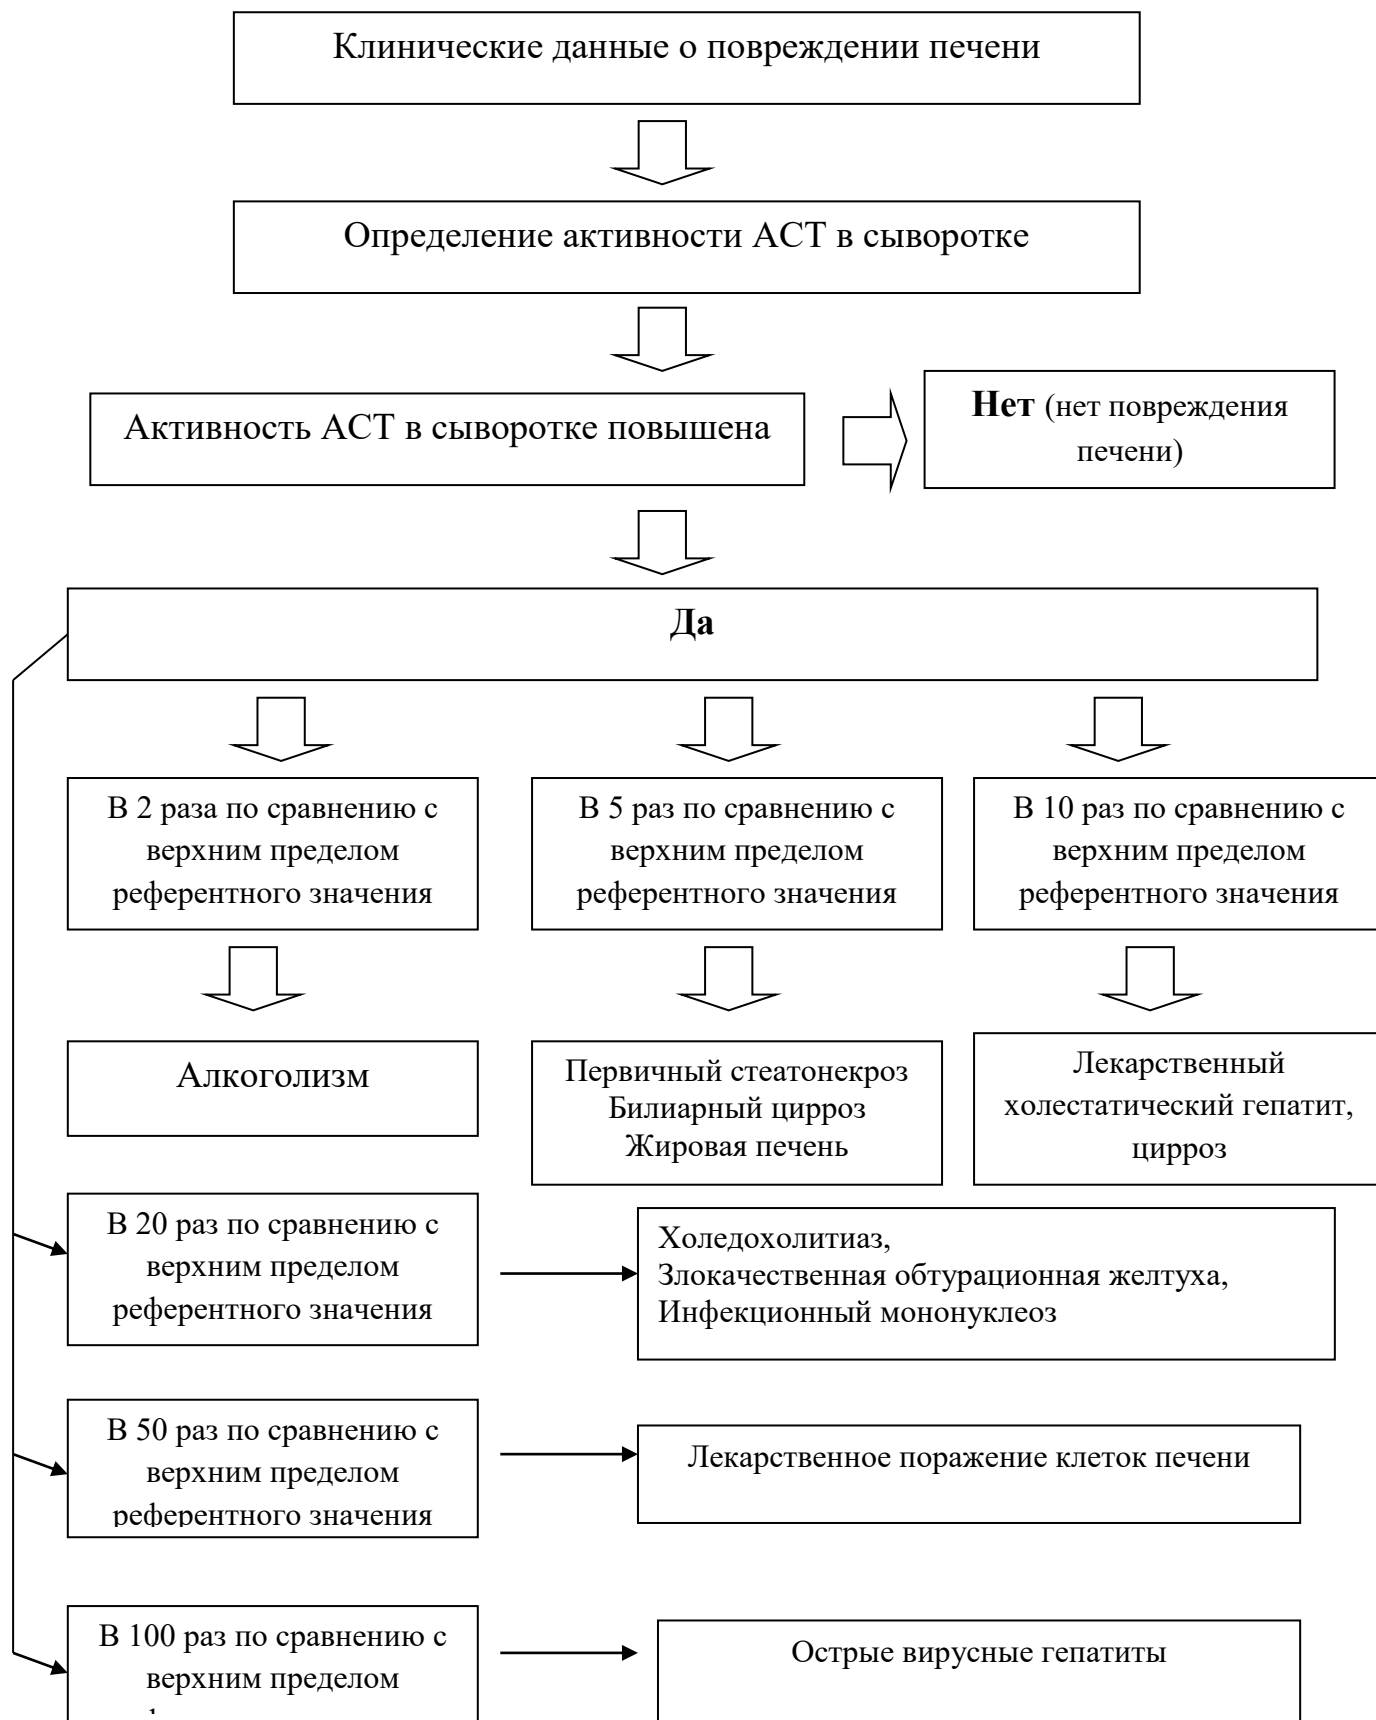 Клинические данные о повреждении печени
Определение активности АСТ в сыворотке
Активность АСТ в сыворотке повышена
Нет (нет повреждения
печени)
Да
В 2 раза по сравнению с
верхним пределом
референтного значения
В 5 раз по сравнению с
верхним пределом
референтного значения
В 10 раз по сравнению с
верхним пределом
референтного значения
Алкоголизм
Первичный стеатонекроз
Билиарный цирроз
Жировая печень
Лекарственный
холестатический гепатит,
цирроз
В 20 раз по сравнению с
верхним пределом
референтного значения
Холедохолитиаз,
Злокачественная обтурационная желтуха,
Инфекционный мононуклеоз
В 50 раз по сравнению с
верхним пределом
референтного значения
Лекарственное поражение клеток печени
В 100 раз по сравнению с
верхним пределом
Острые вирусные гепатиты